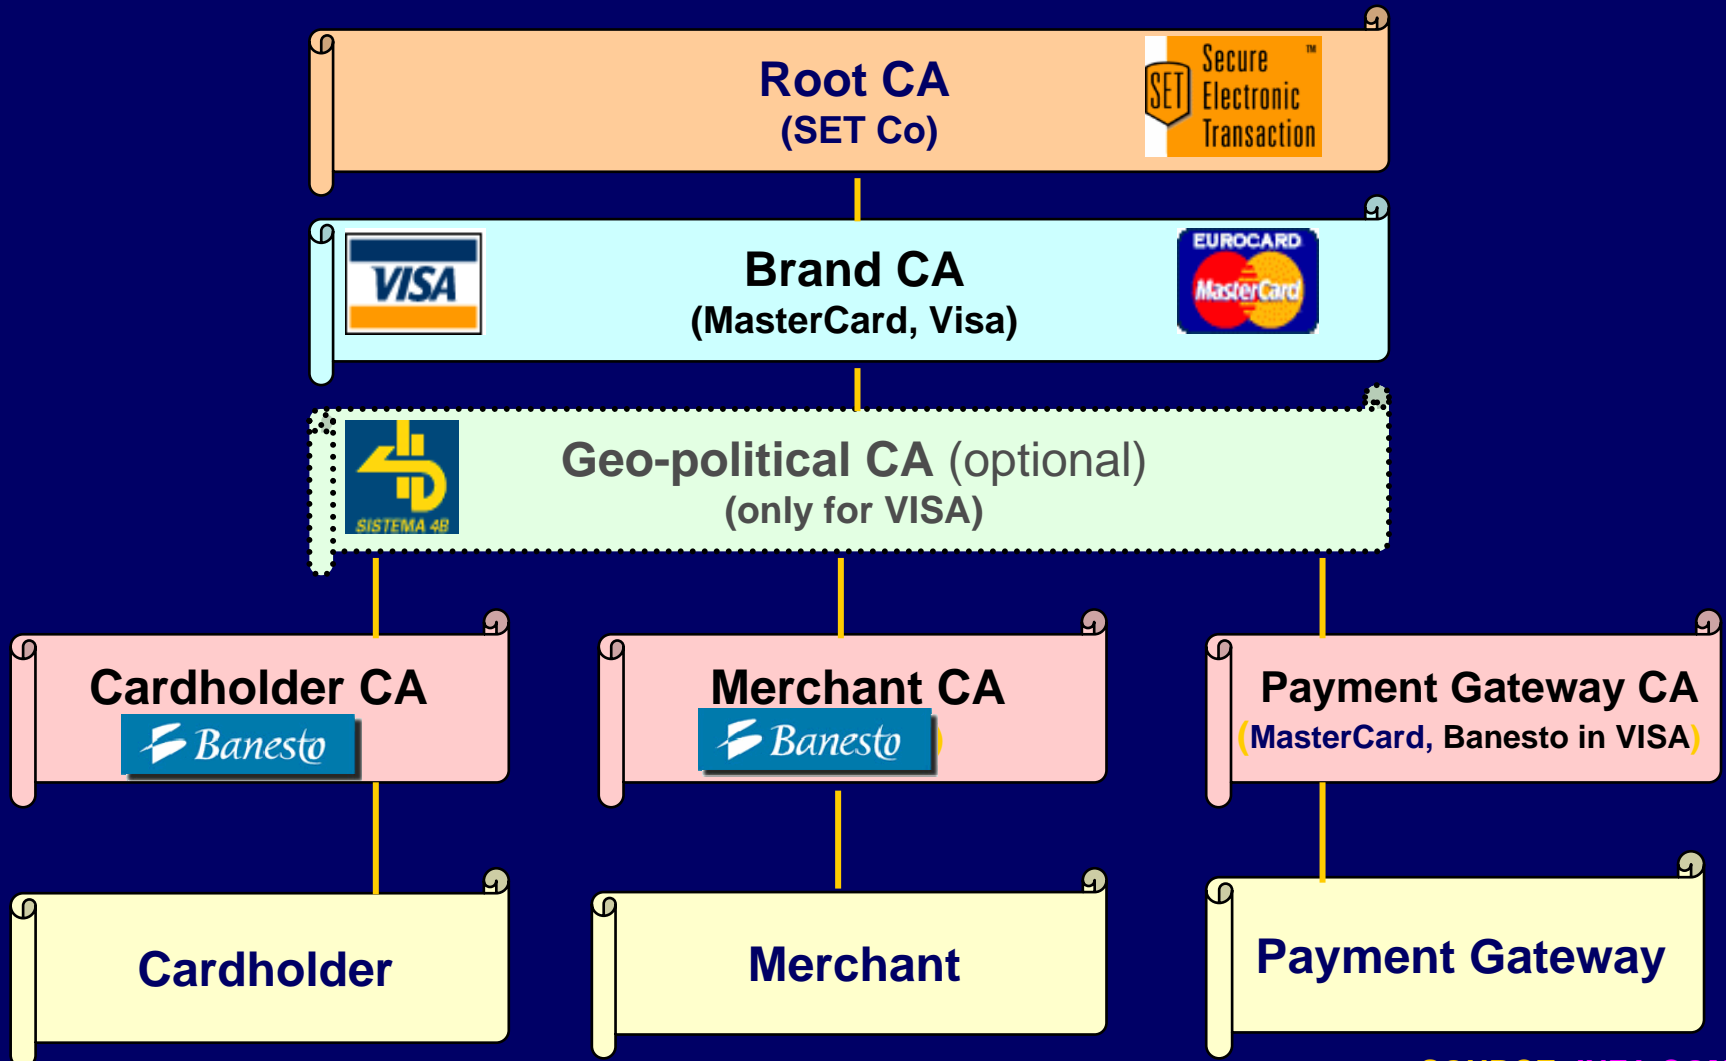 Root CA
(SET Co)
SET
Secure ™
Electronic
Transaction
VISA
Brand CA
(MasterCard, Visa)
EUROCARD
MasterCard
SISTEMA 4B
Geo-political CA (optional)
(only for VISA)
Cardholder CA
Banesto
Merchant CA
Banesto )
Payment Gateway CA
(MasterCard, Banesto in VISA)
Cardholder
Merchant
Payment Gateway